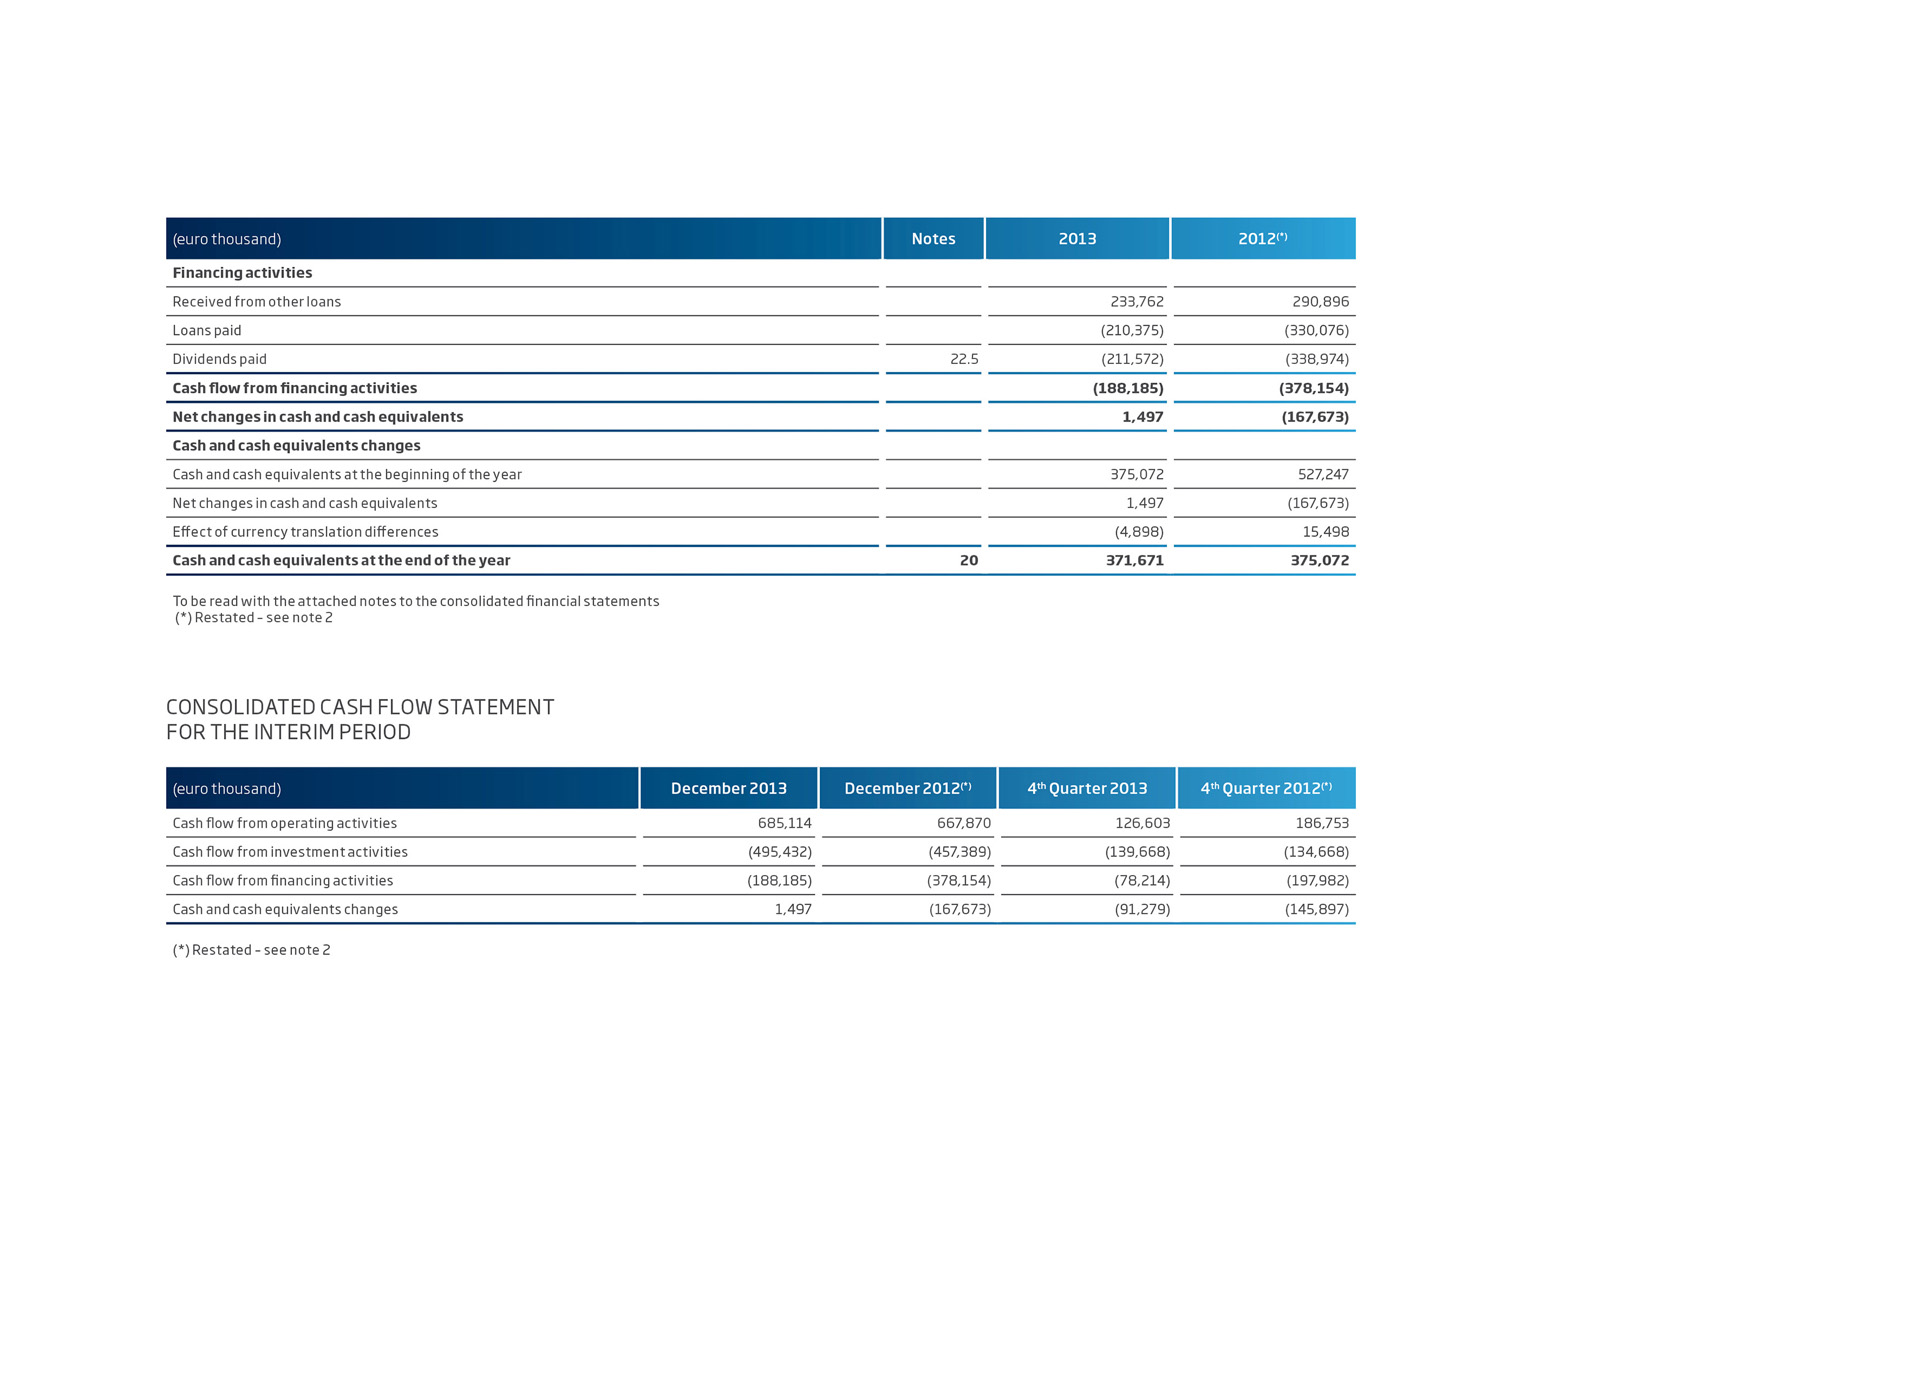 (euro thousand) Notes 2013 2012(*)
Financing activities
Received from other loans 233,762 290,896
Loans paid (210,375) (330,076)
Dividends paid 22.5 (211,572) (338,974)
Cash flow from financing activities (188,185) (378,154)
Net changes in cash and cash equivalents 1,497 (167,673)
Cash and cash equivalents changes
Cash and cash equivalents at the beginning of the year 375,072 527,247
Net changes in cash and cash equivalents 1,497 (167,673)
Effect of currency translation differences (4,898) 15,498
Cash and cash equivalents at the end of the year 20 371,671 375,072
To be read with the attached notes to the consolidated financial statements
(*) Restated – see note 2
CONSOLIDATED CASH FLOW STATEMENT
FOR THE INTERIM PERIOD
(euro thousand) December 2013 December 2012(*) 4th Quarter 2013 4th Quarter 2012(*)
Cash flow from operating activities 685,114 667,870 126,603 186,753
Cash flow from investment activities (495,432) (457,389) (139,668) (134,668)
Cash flow from financing activities (188,185) (378,154) (78,214) (197,982)
Cash and cash equivalents changes 1,497 (167,673) (91,279) (145,897)
(*) Restated – see note 2